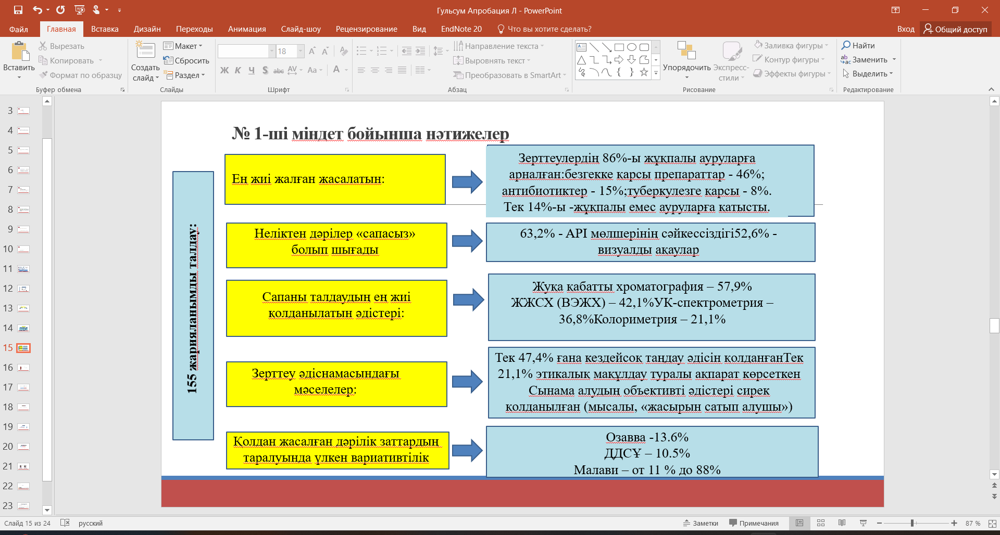 Гульсум Апробация Л - PowerPoint
Файл
Главная
Вставка
Дизайн
Переходы
Анимация
Слайд-шоу
Рецензирование
Вид
EndNote 20
Что вы хотите сделать?
Вход
Общий доступ
Вставить
Вырезать
Копировать
Формат по образцу
Буфер обмена
Создать
слайд
Макет
Сбросить
Раздел
Слайды
18
Ж К Ч S abc AV Aa A
Шрифт
Направление текста
Выровнять текст
Преобразовать в SmartArt
Абзац
Упорядочить
Экспресс-
стили
Заливка фигуры
Контур фигуры
Эффекты фигуры
Рисование
Найти
Заменить
Выделить
Редактирование
3
4
5
6
7
8
9
10
11
12
13
14
15
16
17
18
19
20
21
22
23
№ 1-ші міндет бойынша нәтижелер
155 жарияланымды талдау:
Ең жиі жалған жасалатын:
Зерттеулердің 86%-ы жұқпалы ауруларға
арналған:безгекке қарсы препараттар - 46%;
антибиотиктер - 15%;туберкулезге қарсы - 8%.
Тек 14%-ы -жұқпалы емес ауруларға қатысты.
Неліктен дәрілер «сапасыз»
болып шығады
63,2% - API мөлшерінің сәйкессіздігі52,6% -
визуалды ақаулар
Сапаны талдаудың ең жиі
қолданылатын әдістері:
Жұқа қабатты хроматография – 57,9%
ЖЖСХ (ВЭЖХ) – 42,1%УК-спектрометрия –
36,8%Колориметрия – 21,1%
Зерттеу әдіснамасындағы
мәселелер:
Тек 47,4% ғана кездейсоқ таңдау әдісін қолданғанТек
21,1% этикалық мақұлдау туралы ақпарат көрсеткен
Сынама алудың объективті әдістері сирек
қолданылған (мысалы, «жасырын сатып алушы»)
Қолдан жасалған дәрілік заттардың
таралуында үлкен вариативтілік
Озавва -13.6%
ДДСҰ – 10.5%
Малави – от 11 % до 88%
Слайд 15 из 24
русский
Заметки
Примечания
87 %